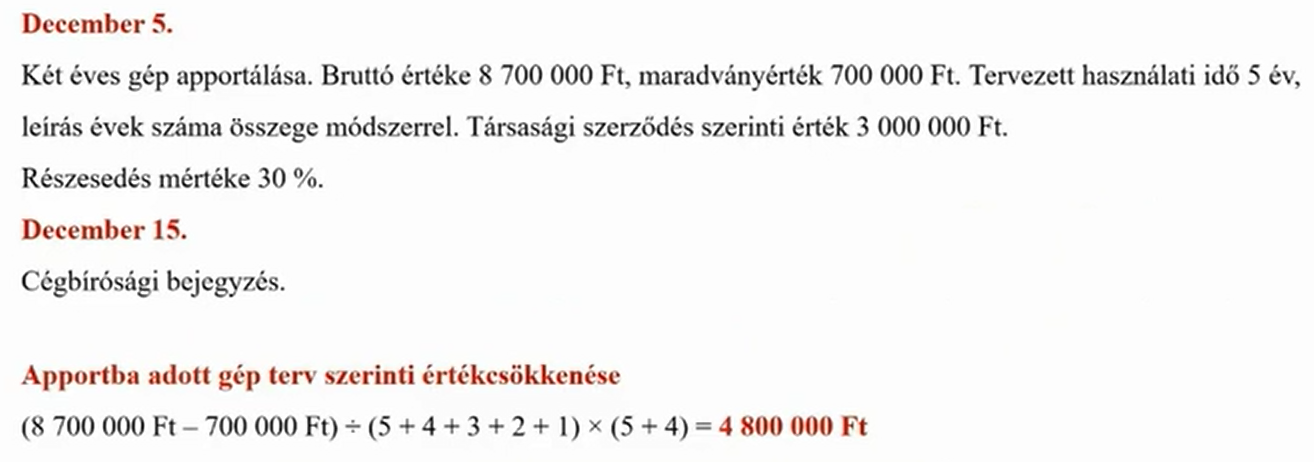 December 5.
Két éves gép apportálása. Bruttó értéke 8 700 000 Ft, maradványérték 700 000 Ft. Tervezett használati idő 5 év,
leírás évek száma összege módszerrel. Társasági szerződés szerinti érték 3 000 000 Ft.
Részesedés mértéke 30 %.
December 15.
Cégbírósági bejegyzés.
Apportba adott gép terv szerinti értékcsökkenése
(8 700 000 Ft – 700 000 Ft) ÷ (5 + 4 + 3 + 2 + 1) × (5 + 4) = 4 800 000 Ft